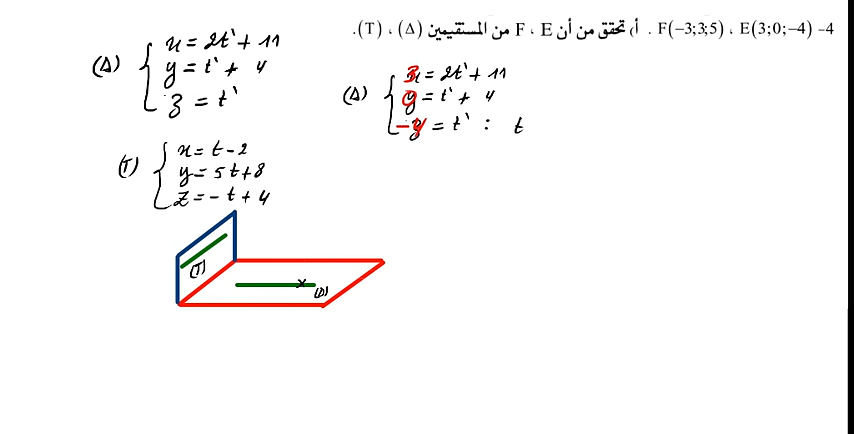 4- E(3;0;−4) ، F(−3;3;5) . أ) تحقق من أن E ، F من المستقيمين (Δ) ، (T).
(Δ) { x = 2t' + 11
y = t' + 4
z = t'
(T) { x = t - 2
y = 5t + 8
z = -t + 4
(Δ) { 3 = 2t' + 11
0 = t' + 4
-4 = t' : t
(T)
(Δ)